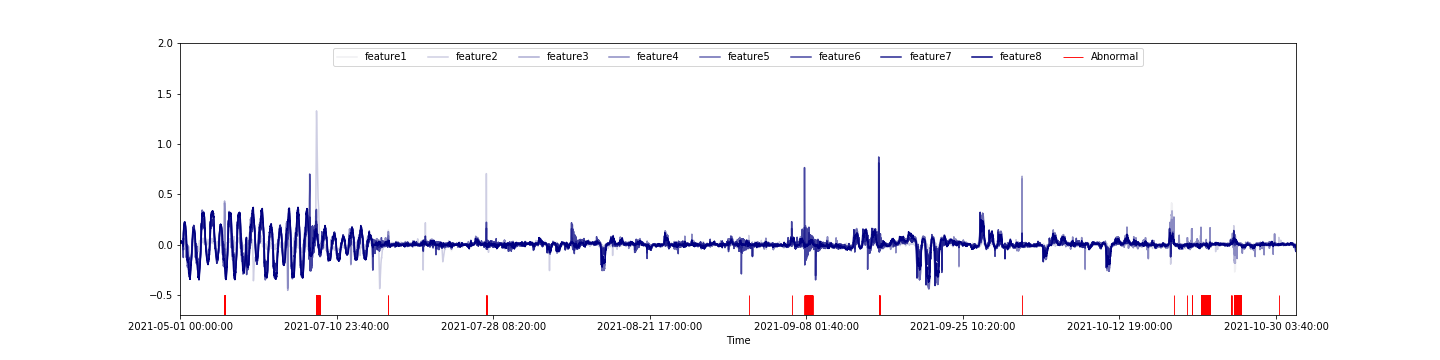 2.0
1.5
1.0
0.5
0.0
−0.5
feature1 feature2 feature3 feature4 feature5 feature6 feature7 feature8 Abnormal
2021-05-01 00:00:00 2021-07-10 23:40:00 2021-07-28 08:20:00 2021-08-21 17:00:00 2021-09-08 01:40:00 2021-09-25 10:20:00 2021-10-12 19:00:00 2021-10-30 03:40:00
Time